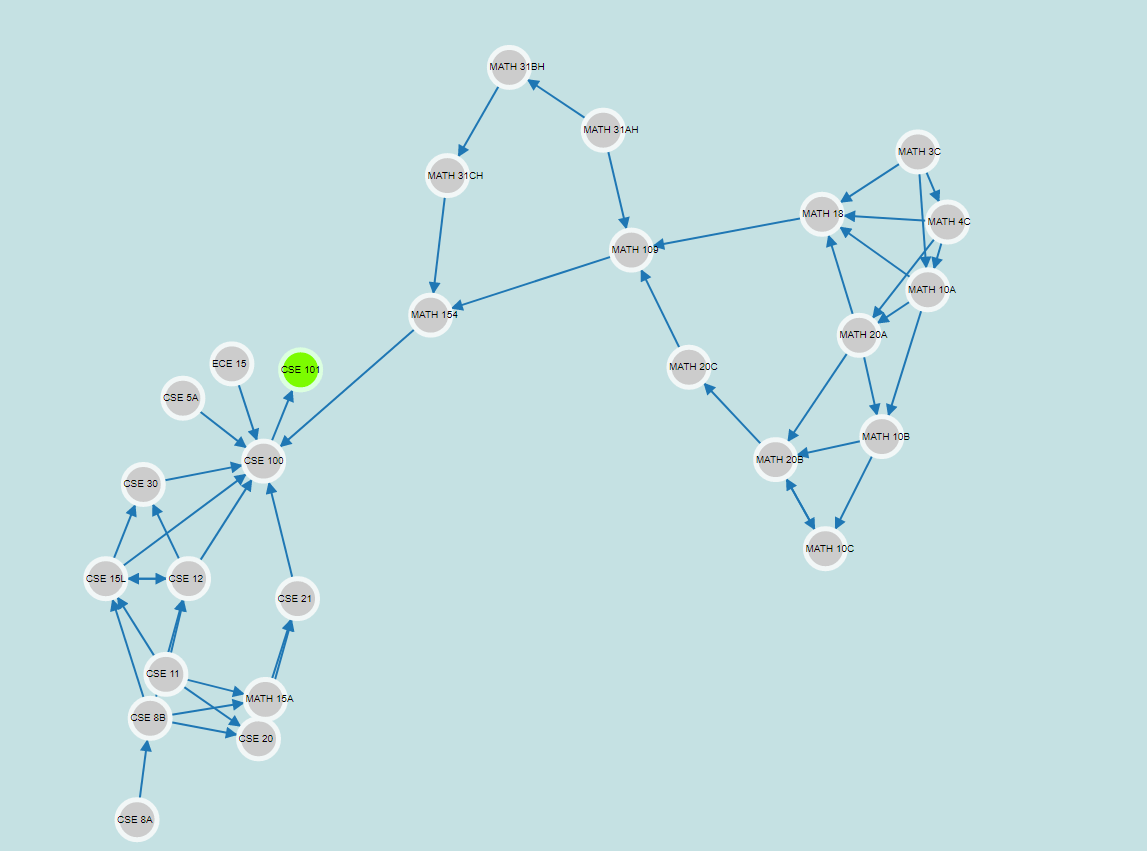 MATH 31BH
MATH 31AH
MATH 3C
MATH 31CH
MATH 18
MATH 4C
MATH 109
MATH 10A
MATH 154
MATH 20A
ECE 15
CSE 101
MATH 20C
CSE 5A
MATH 10B
CSE 100
MATH 20B
CSE 30
MATH 10C
CSE 15L
CSE 12
CSE 21
CSE 11
MATH 15A
CSE 8B
CSE 20
CSE 8A